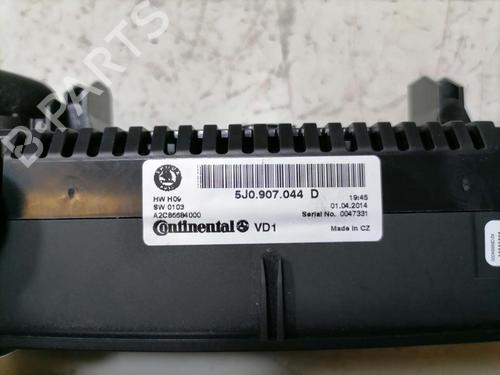 B-PARTS
5J0.907.044 D
HW H09
19:45
SW 0103
01.04.2014
A2C86684000
Serial No. 0047331
Continental VD1
Made in CZ